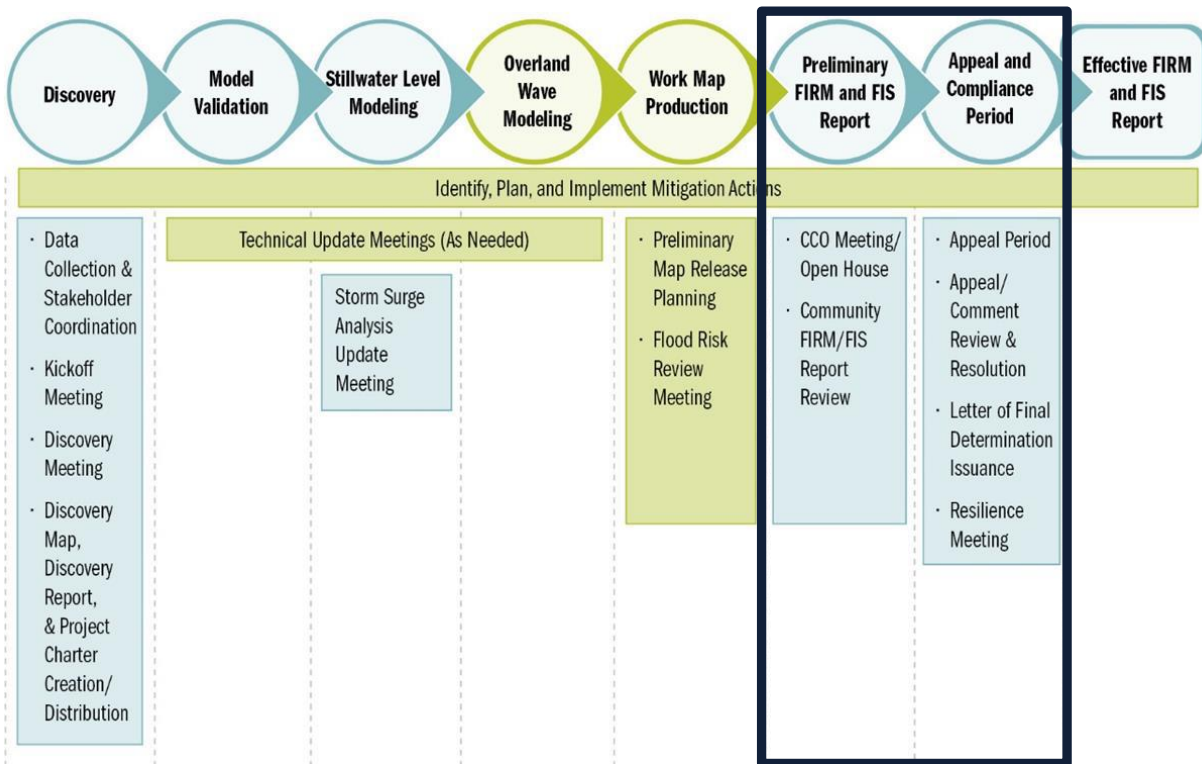 Discovery
Model
Validation
Stillwater Level
Modeling
Overland
Wave
Modeling
Work Map
Production
Preliminary
FIRM and FIS
Report
Appeal and
Compliance
Period
Effective FIRM
and FIS
Report
Identify, Plan, and Implement Mitigation Actions
· Data
Collection &
Stakeholder
Coordination
· Kickoff
Meeting
· Discovery
Meeting
· Discovery
Map,
Discovery
Report,
& Project
Charter
Creation/
Distribution
Technical Update Meetings (As Needed)
Storm Surge
Analysis
Update
Meeting
· Preliminary
Map Release
Planning
· Flood Risk
Review
Meeting
· CCO Meeting/
Open House
· Community
FIRM/FIS
Report
Review
· Appeal Period
· Appeal/
Comment
Review &
Resolution
· Letter of Final
Determination
Issuance
· Resilience
Meeting